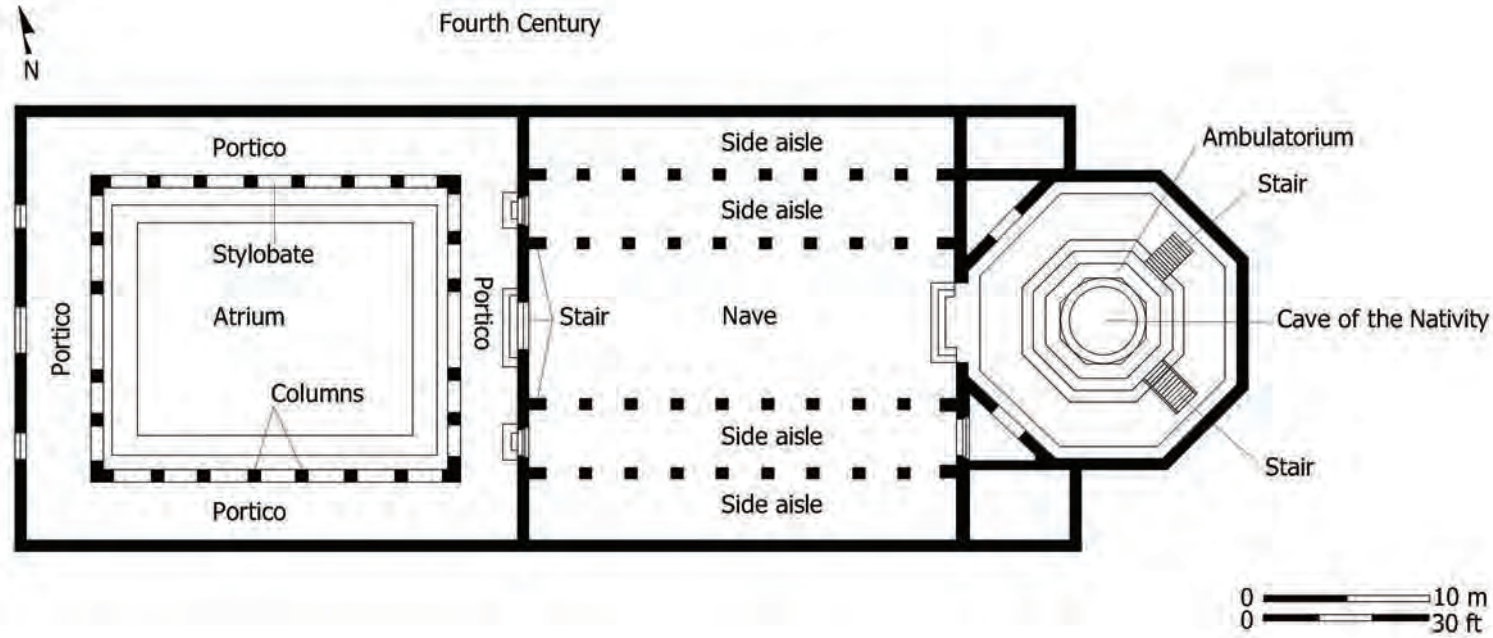 Fourth Century
N
Portico
Side aisle
Ambulatorium
Stair
Side aisle
Stylobate
Portico
Atrium
Portico
Stair
Nave
Cave of the Nativity
Columns
Side aisle
Stair
Portico
Side aisle
0 10 m
0 30 ft